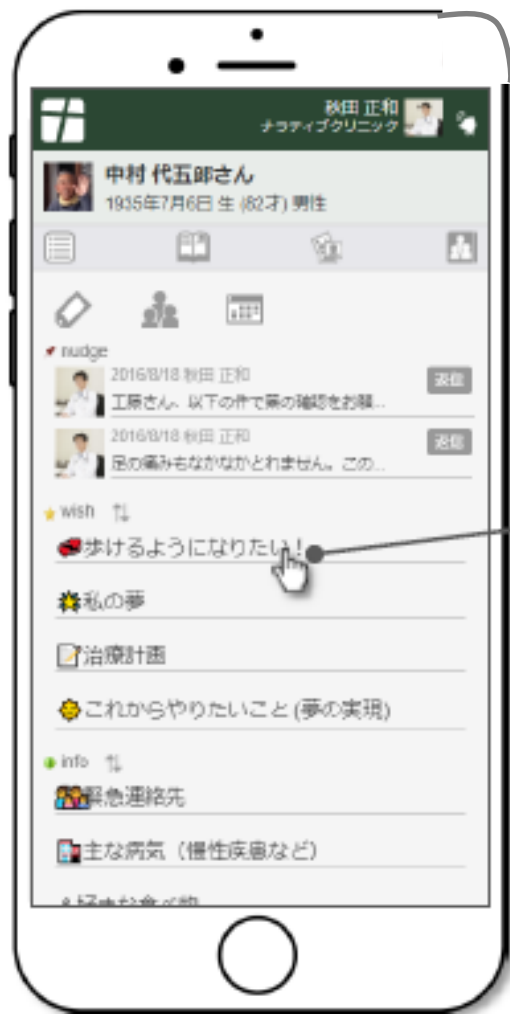 秋田 正和
ナラティブクリニック
中村 代五郎さん
1935年7月6日 生 (82才) 男性
nudge
2016/8/18 秋田 正和
工藤さん、以下の件で薬の確認をお願...
返信
2016/8/18 秋田 正和
足の痛みもなかなかとれません。この...
返信
wish
歩けるようになりたい！
私の夢
治療計画
これからやりたいこと(夢の実現)
info
緊急連絡先
主な病気（慢性疾患など）
好きな食べ物